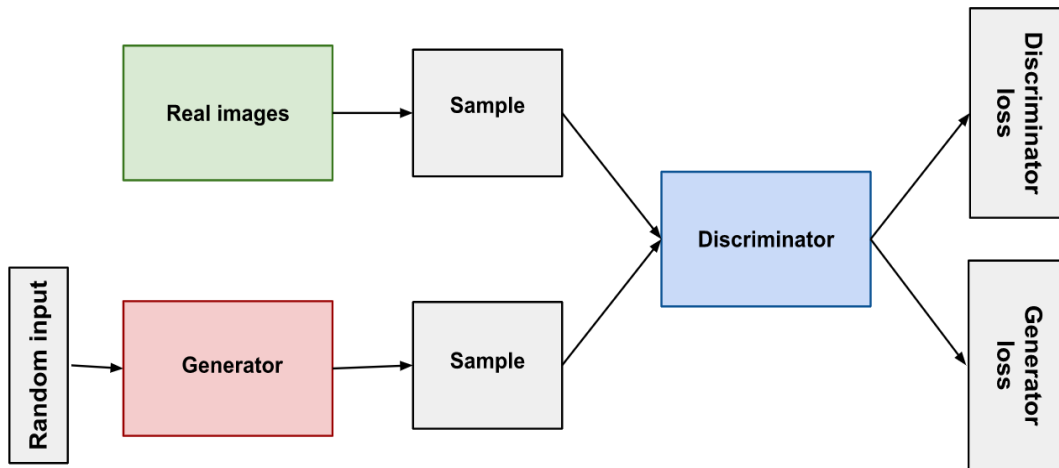 Real images
Sample
Discriminator
loss
Discriminator
Random input
Generator
Sample
Generator
loss